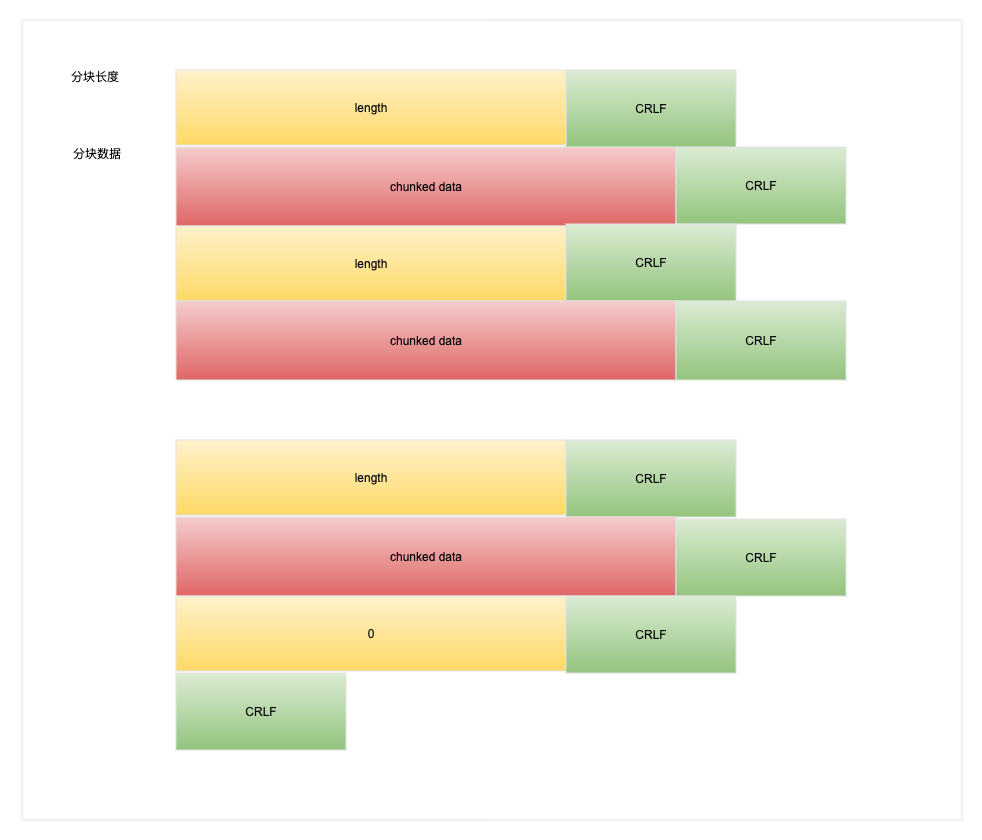 分块长度
length CRLF
分块数据
chunked data CRLF
length CRLF
chunked data CRLF
length CRLF
chunked data CRLF
0 CRLF
CRLF